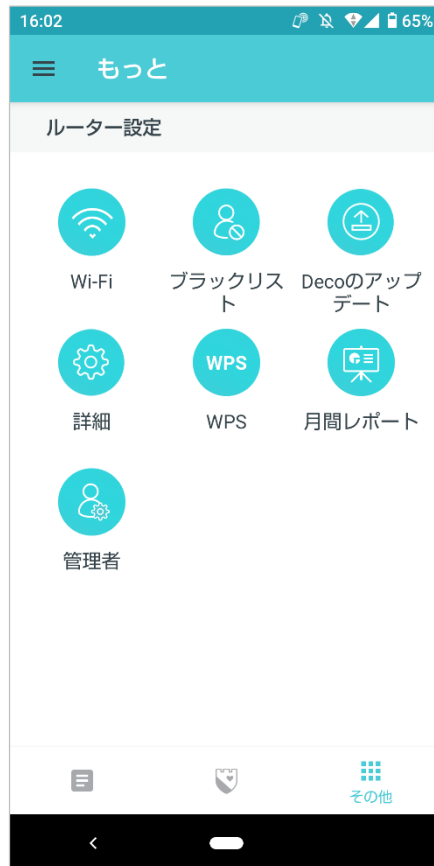 16:02
65%
もっと
ルーター設定
Wi-Fi
ブラックリス
ト
Decoのアップ
デート
詳細
WPS
WPS
月間レポート
管理者
その他